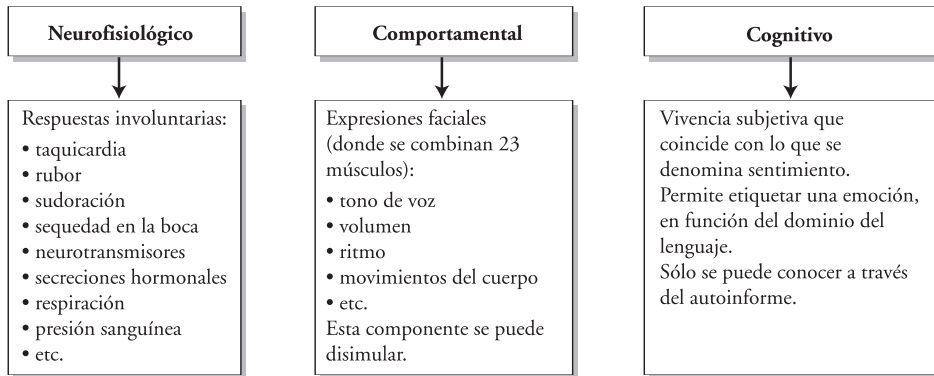 Neurofisiológico
Respuestas involuntarias:
• taquicardia
• rubor
• sudoración
• sequedad en la boca
• neurotransmisores
• secreciones hormonales
• respiración
• presión sanguínea
• etc.
Comportamental
Expresiones faciales
(donde se combinan 23
músculos):
• tono de voz
• volumen
• ritmo
• movimientos del cuerpo
• etc.
Esta componente se puede
disimular.
Cognitivo
Vivencia subjetiva que
coincide con lo que se
denomina sentimiento.
Permite etiquetar una emoción,
en función del dominio del
lenguaje.
Sólo se puede conocer a través
del autoinforme.